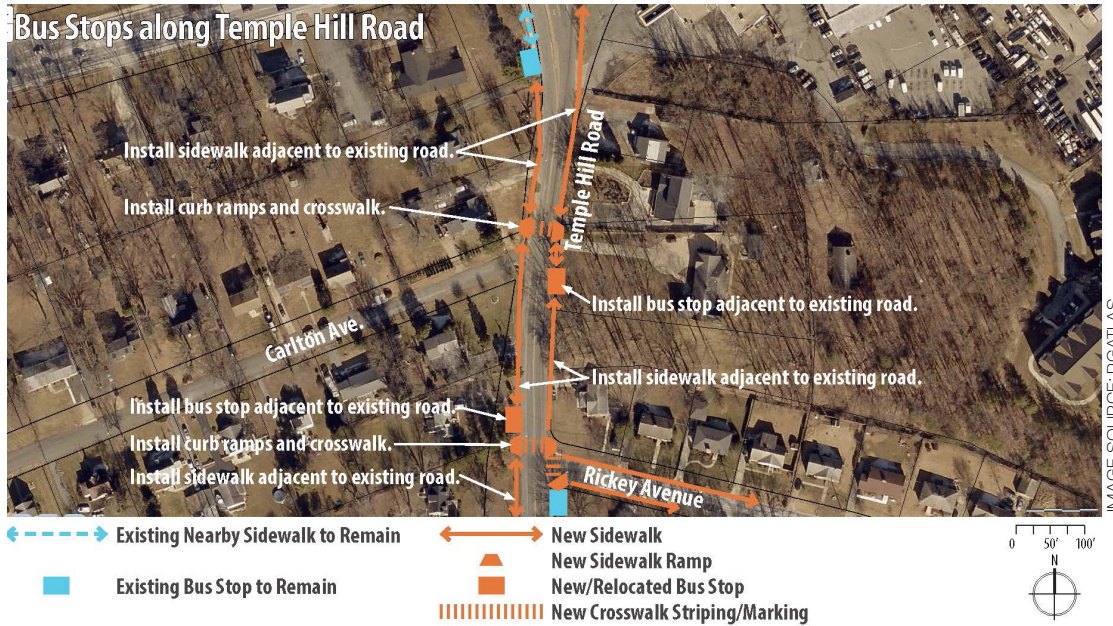 Bus Stops along Temple Hill Road
Install sidewalk adjacent to existing road.
Temple Hill Road
Install curb ramps and crosswalk.
Install bus stop adjacent to existing road.
Carlton Ave.
Install sidewalk adjacent to existing road.
Install bus stop adjacent to existing road.
Install curb ramps and crosswalk.
Install sidewalk adjacent to existing road.
Rickey Avenue
IMAGE SOURCE: PGATLAS
Existing Nearby Sidewalk to Remain
Existing Bus Stop to Remain
New Sidewalk
New Sidewalk Ramp
New/Relocated Bus Stop
New Crosswalk Striping/Marking
0 50' 100'
N